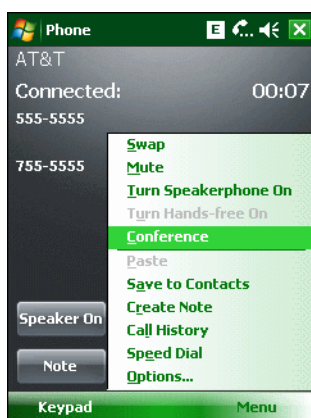 Phone
E
AT&T
Connected: 00:07
555-5555
755-5555
Swap
Mute
Turn Speakerphone On
Turn Hands-free On
Conference
Paste
Save to Contacts
Create Note
Call History
Speed Dial
Options...
Speaker On
Note
Keypad Menu